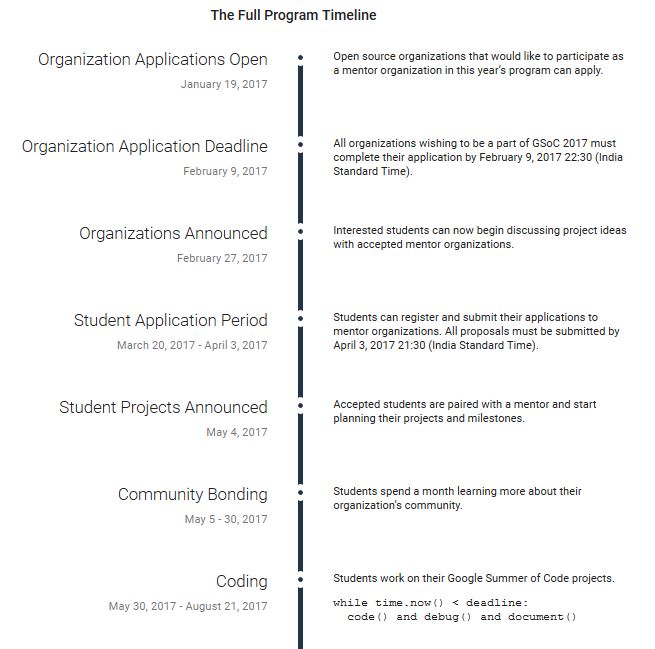 The Full Program Timeline
Organization Applications Open
January 19, 2017
Open source organizations that would like to participate as
a mentor organization in this year's program can apply.
Organization Application Deadline
February 9, 2017
All organizations wishing to be a part of GSoC 2017 must
complete their application by February 9, 2017 22:30 (India
Standard Time).
Organizations Announced
February 27, 2017
Interested students can now begin discussing project ideas
with accepted mentor organizations.
Student Application Period
March 20, 2017 - April 3, 2017
Students can register and submit their applications to
mentor organizations. All proposals must be submitted by
April 3, 2017 21:30 (India Standard Time).
Student Projects Announced
May 4, 2017
Accepted students are paired with a mentor and start
planning their projects and milestones.
Community Bonding
May 5 - 30, 2017
Students spend a month learning more about their
organization's community.
Coding
May 30, 2017 - August 21, 2017
Students work on their Google Summer of Code projects.
while time.now() < deadline:
  code() and debug() and document()